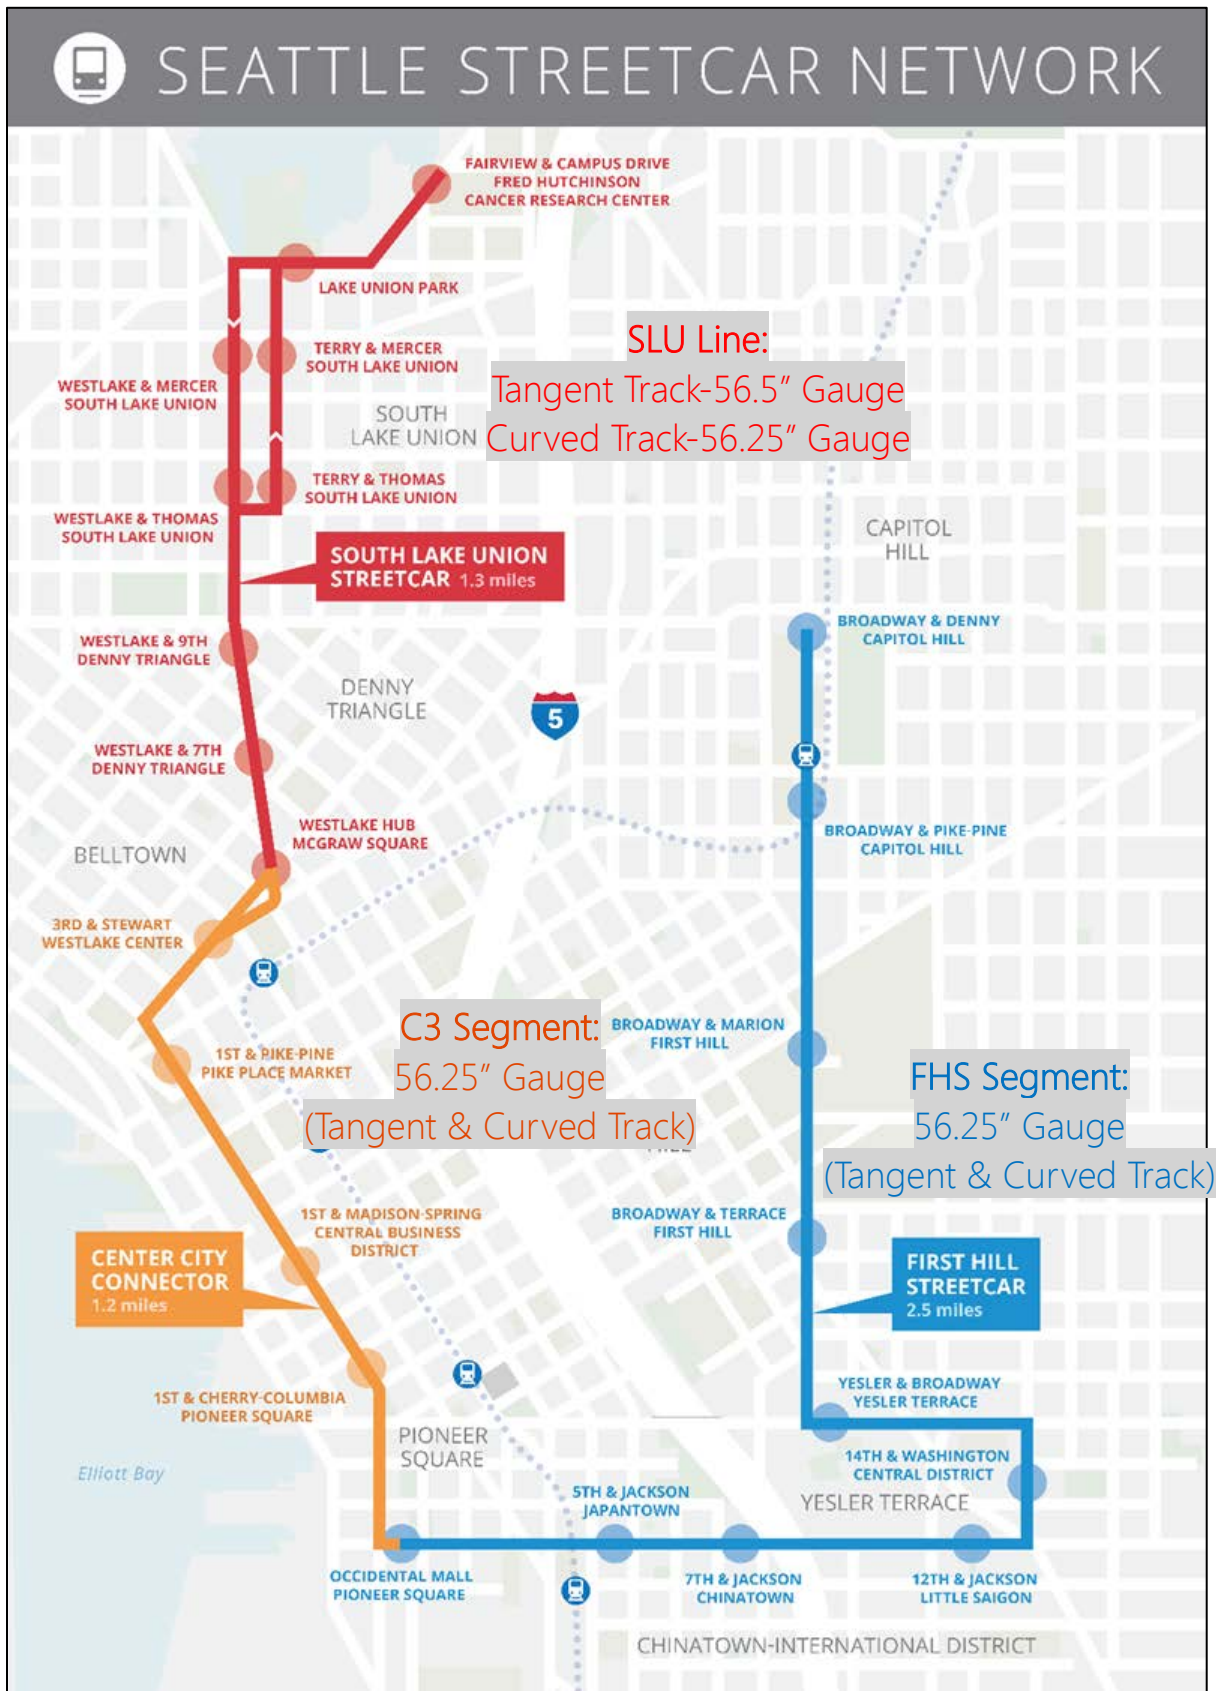 SEATTLE STREETCAR NETWORK
FAIRVIEW & CAMPUS DRIVE
FRED HUTCHINSON
CANCER RESEARCH CENTER
LAKE UNION PARK
SLU Line:
Tangent Track-56.5" Gauge
Curved Track-56.25" Gauge
TERRY & MERCER
SOUTH LAKE UNION
WESTLAKE & MERCER
SOUTH LAKE UNION
SOUTH
LAKE UNION
TERRY & THOMAS
SOUTH LAKE UNION
WESTLAKE & THOMAS
SOUTH LAKE UNION
CAPITOL
HILL
SOUTH LAKE UNION
STREETCAR 1.3 miles
BROADWAY & DENNY
CAPITOL HILL
WESTLAKE & 9TH
DENNY TRIANGLE
DENNY
TRIANGLE
5
WESTLAKE & 7TH
DENNY TRIANGLE
WESTLAKE HUB
MCGRAW SQUARE
BROADWAY & PIKE-PINE
CAPITOL HILL
BELLTOWN
3RD & STEWART
WESTLAKE CENTER
C3 Segment:
56.25" Gauge
(Tangent & Curved Track)
BROADWAY & MARION
FIRST HILL
1ST & PIKE-PINE
PIKE PLACE MARKET
FHS Segment:
56.25" Gauge
(Tangent & Curved Track)
1ST & MADISON-SPRING
CENTRAL BUSINESS
DISTRICT
BROADWAY & TERRACE
FIRST HILL
CENTER CITY
CONNECTOR
1.2 miles
FIRST HILL
STREETCAR
2.5 miles
1ST & CHERRY-COLUMBIA
PIONEER SQUARE
YESLER & BROADWAY
YESLER TERRACE
PIONEER
SQUARE
14TH & WASHINGTON
CENTRAL DISTRICT
Elliott Bay
5TH & JACKSON
JAPANTOWN
YESLER TERRACE
OCCIDENTAL MALL
PIONEER SQUARE
7TH & JACKSON
CHINATOWN
12TH & JACKSON
LITTLE SAIGON
CHINATOWN-INTERNATIONAL DISTRICT